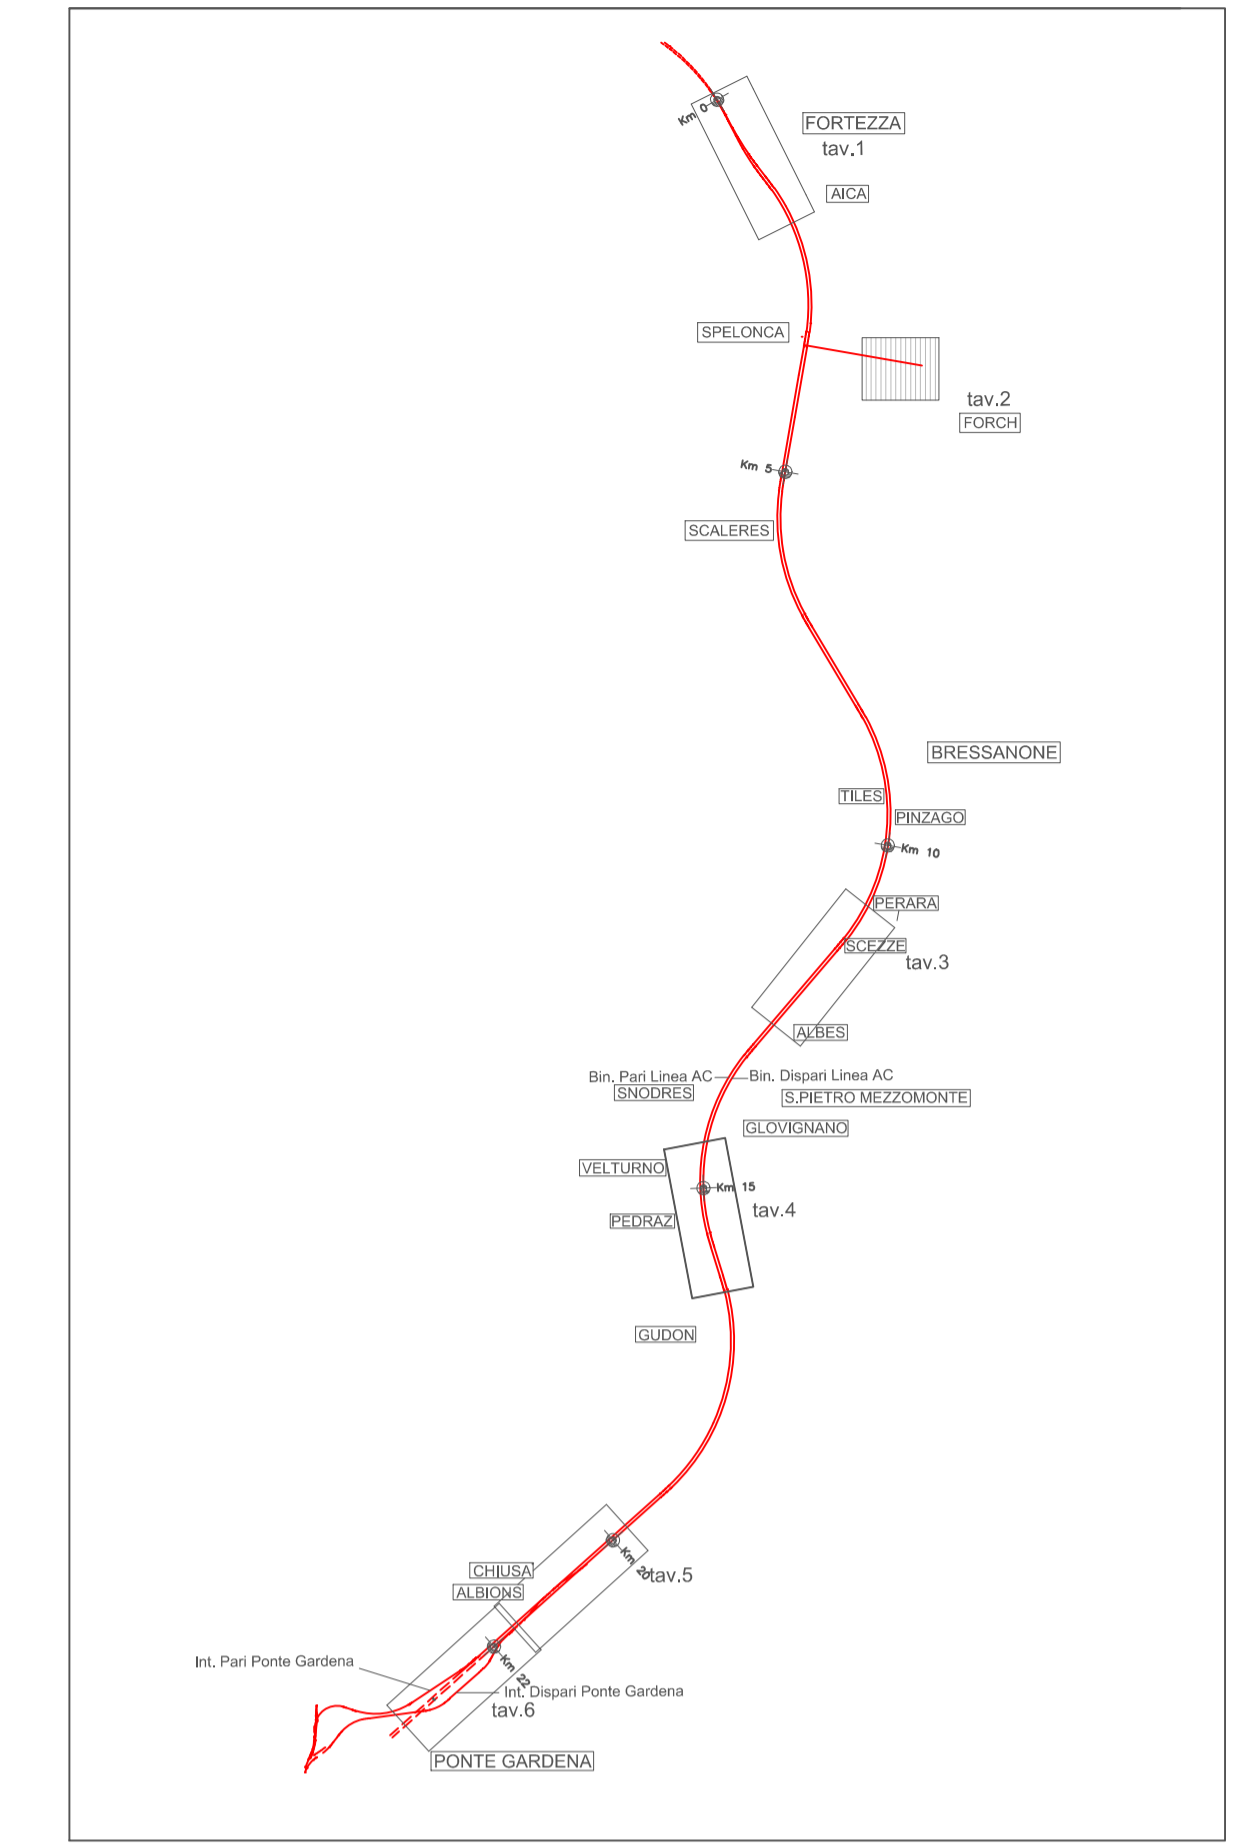 Km 0
FORTEZZA
tav.1
AICA
SPELONCA
tav.2
FORCH
Km 5
SCALERES
BRESSANONE
TILES
PINZAGO
Km 10
PERARA
SCEZZE
tav.3
ALBES
Bin. Pari Linea AC
Bin. Dispari Linea AC
SNODRES
S.PIETRO MEZZOMONTE
GLOVIGNANO
VELTURNO
Km 15
tav.4
PEDRAZ
GUDON
Km 20
tav.5
CHIUSA
ALBIONS
Int. Pari Ponte Gardena
Km 22
Int. Dispari Ponte Gardena
tav.6
PONTE GARDENA